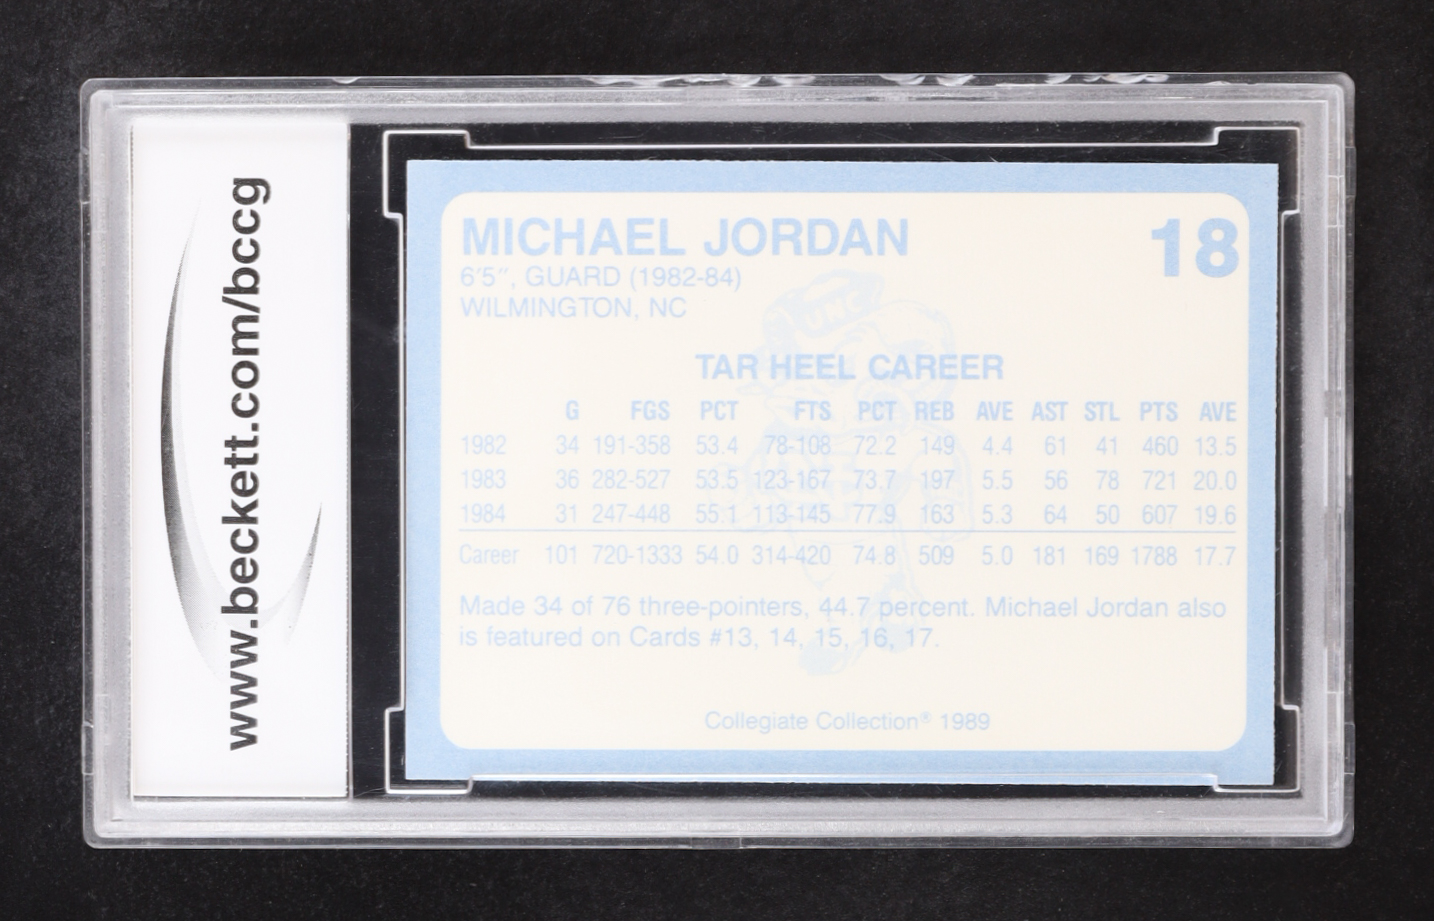 www.beckett.com/bccg
MICHAEL JORDAN
18
6'5", GUARD (1982-84)
WILMINGTON, NC
UNC
TAR HEEL CAREER
G FGS PCT FTS PCT REB AVE AST STL PTS AVE
1982 34 191-358 53.4 78-108 72.2 149 4.4 61 41 460 13.5
1983 36 282-527 53.5 123-167 73.7 197 5.5 56 78 721 20.0
1984 31 247-448 55.1 113-145 77.9 163 5.3 64 50 607 19.6
Career 101 720-1333 54.0 314-420 74.8 509 5.0 181 169 1788 17.7
Made 34 of 76 three-pointers, 44.7 percent. Michael Jordan also
is featured on Cards #13, 14, 15, 16, 17.
Collegiate Collection® 1989